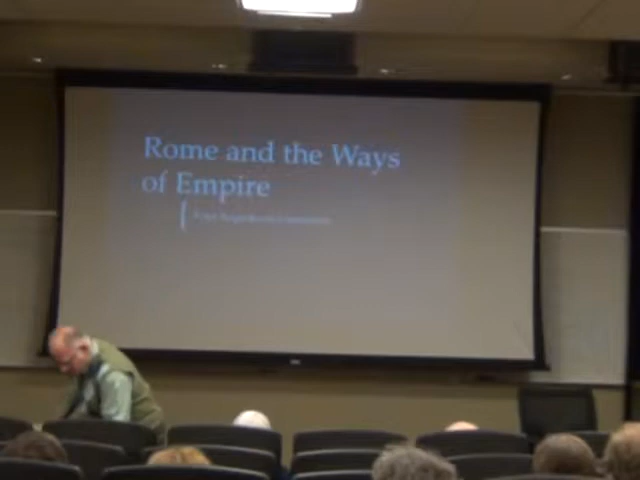 Rome and the Ways
of Empire